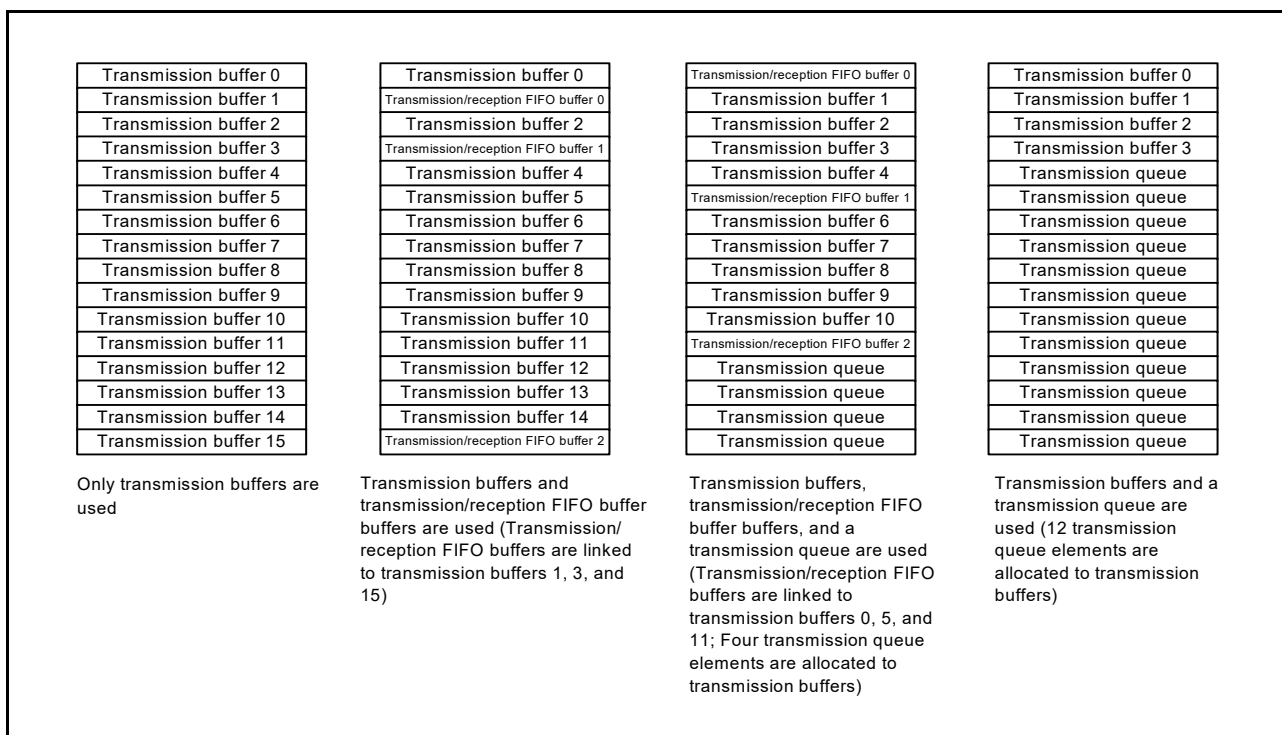 Transmission buffer 0
Transmission buffer 1
Transmission buffer 2
Transmission buffer 3
Transmission buffer 4
Transmission buffer 5
Transmission buffer 6
Transmission buffer 7
Transmission buffer 8
Transmission buffer 9
Transmission buffer 10
Transmission buffer 11
Transmission buffer 12
Transmission buffer 13
Transmission buffer 14
Transmission buffer 15
Only transmission buffers are
used
Transmission buffer 0
Transmission/reception FIFO buffer 0
Transmission buffer 2
Transmission/reception FIFO buffer 1
Transmission buffer 4
Transmission buffer 5
Transmission buffer 6
Transmission buffer 7
Transmission buffer 8
Transmission buffer 9
Transmission buffer 10
Transmission buffer 11
Transmission buffer 12
Transmission buffer 13
Transmission buffer 14
Transmission/reception FIFO buffer 2
Transmission buffers and
transmission/reception FIFO buffer
buffers are used (Transmission/
reception FIFO buffers are linked
to transmission buffers 1, 3, and
15)
Transmission/reception FIFO buffer 0
Transmission buffer 1
Transmission buffer 2
Transmission buffer 3
Transmission buffer 4
Transmission/reception FIFO buffer 1
Transmission buffer 6
Transmission buffer 7
Transmission buffer 8
Transmission buffer 9
Transmission buffer 10
Transmission/reception FIFO buffer 2
Transmission queue
Transmission queue
Transmission queue
Transmission queue
Transmission buffers,
transmission/reception FIFO
buffer buffers, and a
transmission queue are used
(Transmission/reception FIFO
buffers are linked to
transmission buffers 0, 5, and
11; Four transmission queue
elements are allocated to
transmission buffers)
Transmission buffer 0
Transmission buffer 1
Transmission buffer 2
Transmission buffer 3
Transmission queue
Transmission queue
Transmission queue
Transmission queue
Transmission queue
Transmission queue
Transmission queue
Transmission queue
Transmission queue
Transmission queue
Transmission queue
Transmission queue
Transmission buffers and a
transmission queue are
used (12 transmission
queue elements are
allocated to transmission
buffers)